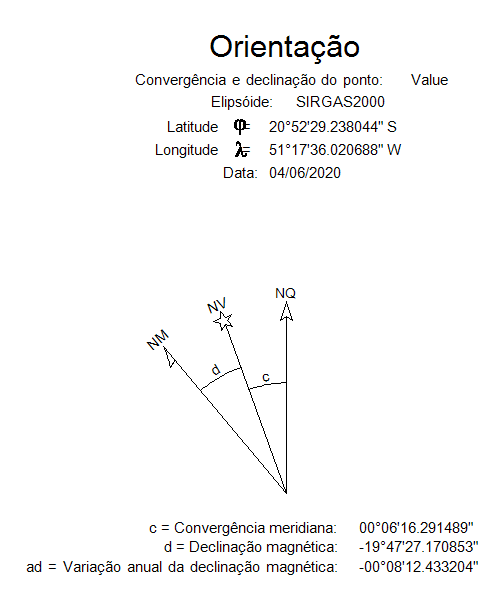 Orientação
Convergência e declinação do ponto: Value
Elipsóide: SIRGAS2000
Latitude φ= 20°52'29.238044" S
Longitude λ= 51°17'36.020688" W
Data: 04/06/2020
NQ
NV
NM
d
c
c = Convergência meridiana: 00°06'16.291489"
d = Declinação magnética: -19°47'27.170853"
ad = Variação anual da declinação magnética: -00°08'12.433204"